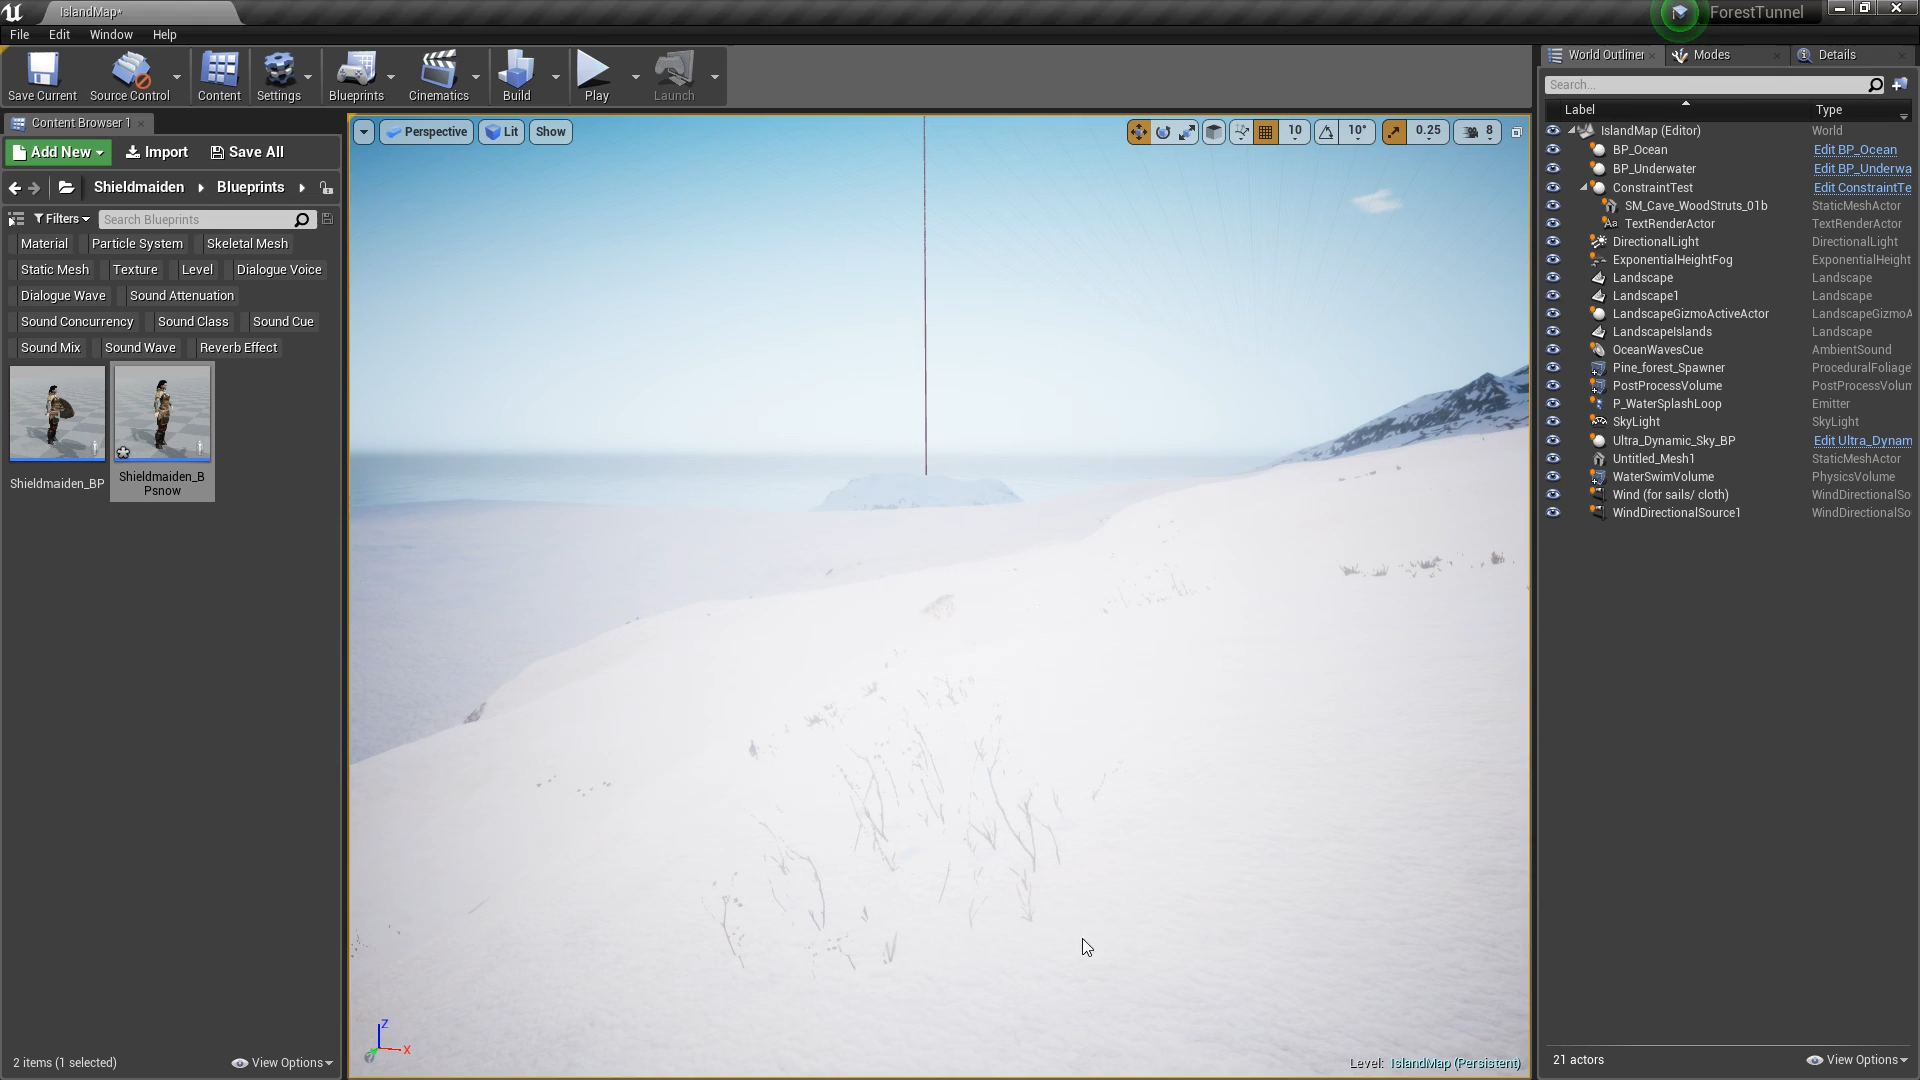 IslandMap*
ForestTunnel
File Edit Window Help
Save Current Source Control Content Settings Blueprints Cinematics Build Play Launch
Content Browser 1
Add New Import Save All
Shieldmaiden Blueprints
Filters Search Blueprints
Material Particle System Skeletal Mesh
Static Mesh Texture Level Dialogue Voice
Dialogue Wave Sound Attenuation
Sound Concurrency Sound Class Sound Cue
Sound Mix Sound Wave Reverb Effect
Shieldmaiden_BP
Shieldmaiden_B
Psnow
2 items (1 selected) View Options
Perspective Lit Show
10 10° 0.25 8
Z
X
Level: IslandMap (Persistent)
World Outliner Modes Details
Search...
Label Type
IslandMap (Editor) World
BP_Ocean Edit BP_Ocean
BP_Underwater Edit BP_Underwa
ConstraintTest Edit ConstraintTe
SM_Cave_WoodStruts_01b StaticMeshActor
TextRenderActor TextRenderActor
DirectionalLight DirectionalLight
ExponentialHeightFog ExponentialHeight
Landscape Landscape
Landscape1 Landscape
LandscapeGizmoActiveActor LandscapeGizmoA
LandscapeIslands Landscape
OceanWavesCue AmbientSound
Pine_forest_Spawner ProceduralFoliage
PostProcessVolume PostProcessVolum
P_WaterSplashLoop Emitter
SkyLight SkyLight
Ultra_Dynamic_Sky_BP Edit Ultra_Dynam
Untitled_Mesh1 StaticMeshActor
WaterSwimVolume PhysicsVolume
Wind (for sails/ cloth) WindDirectionalSo
WindDirectionalSource1 WindDirectionalSo
21 actors View Options